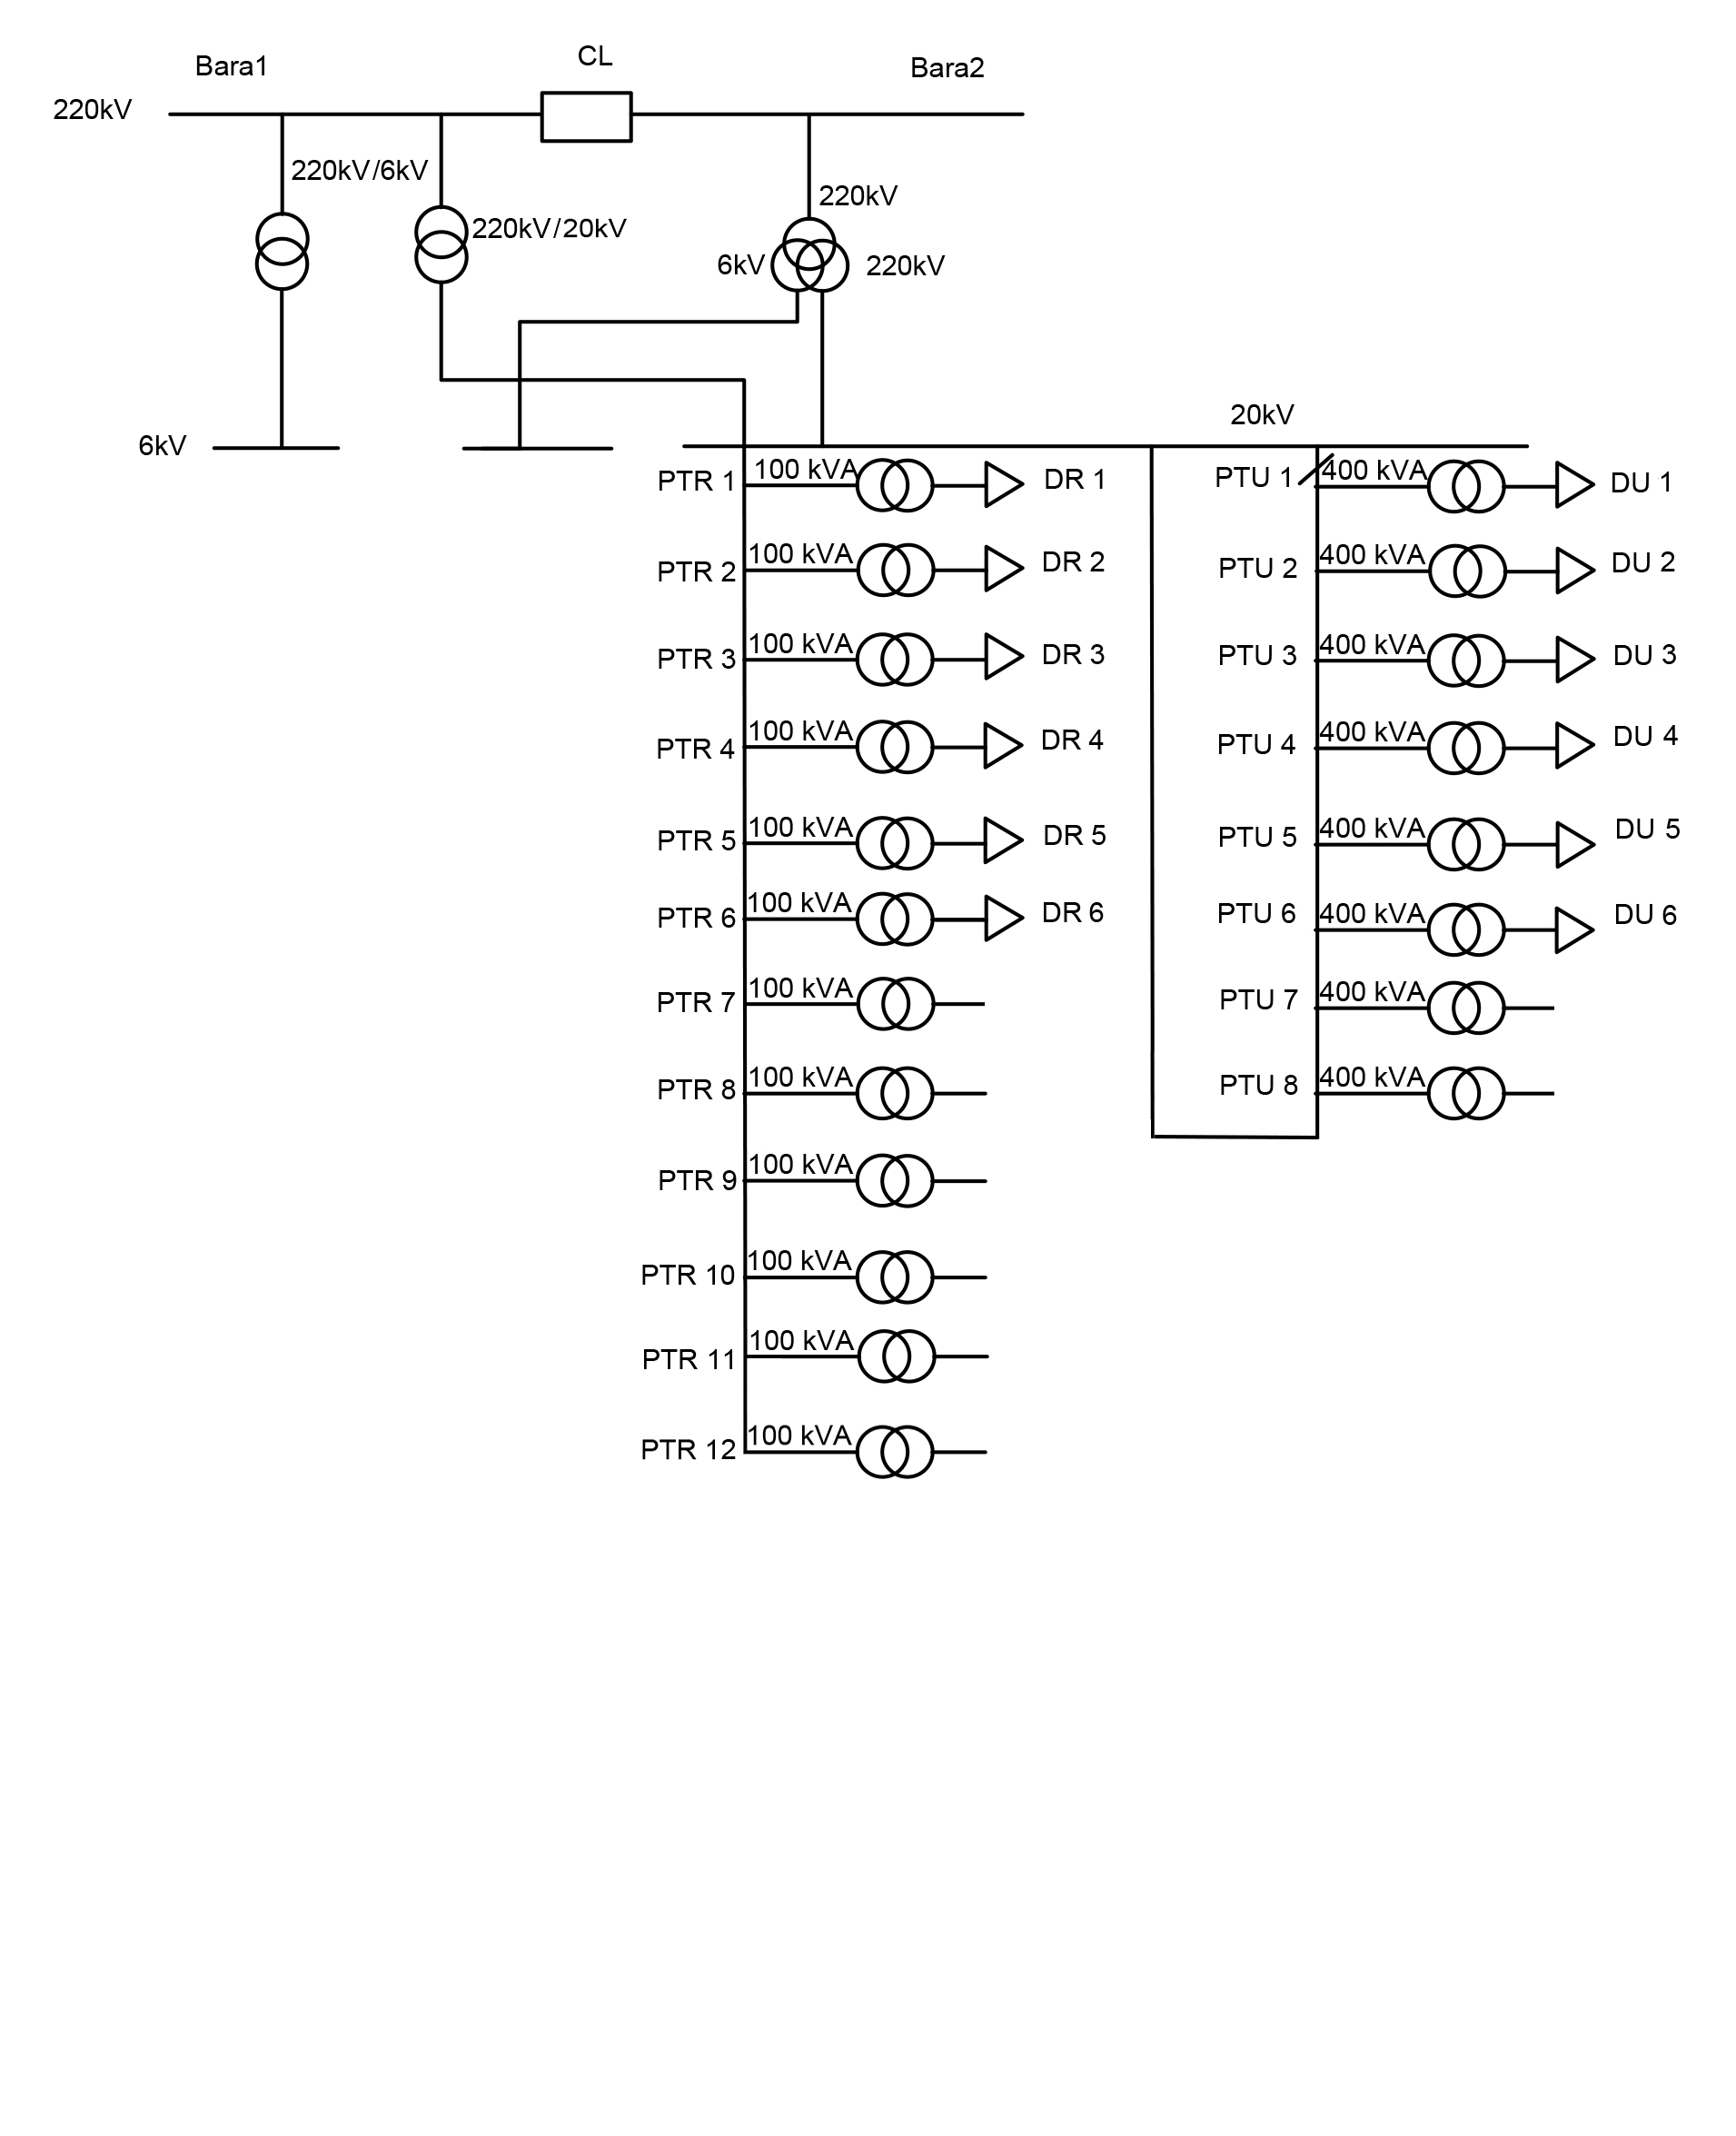 Bara1
CL
Bara2
220kV
220kV/6kV
220kV/20kV
220kV
6kV
220kV
6kV
20kV
PTR 1
100 kVA
DR 1
PTU 1
400 kVA
DU 1
PTR 2
100 kVA
DR 2
PTU 2
400 kVA
DU 2
PTR 3
100 kVA
DR 3
PTU 3
400 kVA
DU 3
PTR 4
100 kVA
DR 4
PTU 4
400 kVA
DU 4
PTR 5
100 kVA
DR 5
PTU 5
400 kVA
DU 5
PTR 6
100 kVA
DR 6
PTU 6
400 kVA
DU 6
PTR 7
100 kVA
PTU 7
400 kVA
PTR 8
100 kVA
PTU 8
400 kVA
PTR 9
100 kVA
PTR 10
100 kVA
PTR 11
100 kVA
PTR 12
100 kVA